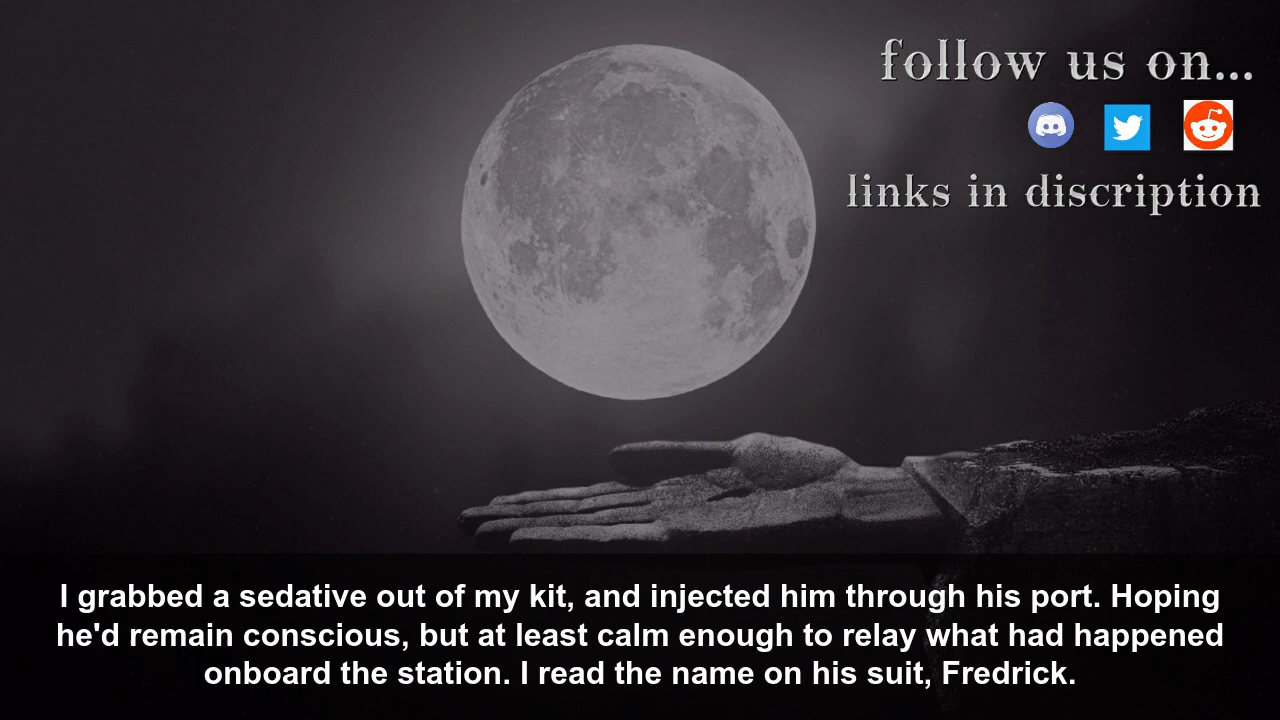 follow us on...
links in discription
I grabbed a sedative out of my kit, and injected him through his port. Hoping
he'd remain conscious, but at least calm enough to relay what had happened
onboard the station. I read the name on his suit, Fredrick.